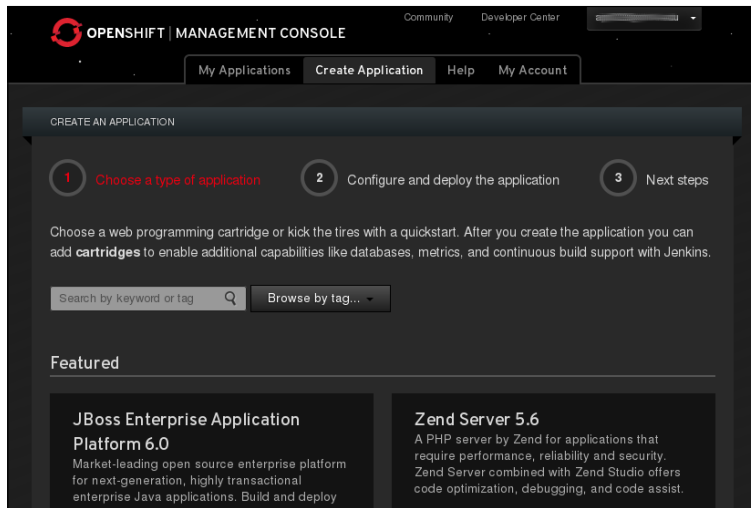 Community Developer Center
OPENSHIFT | MANAGEMENT CONSOLE
My Applications Create Application Help My Account
CREATE AN APPLICATION
1 Choose a type of application 2 Configure and deploy the application 3 Next steps
Choose a web programming cartridge or kick the tires with a quickstart. After you create the application you can
add cartridges to enable additional capabilities like databases, metrics, and continuous build support with Jenkins.
Search by keyword or tag Browse by tag...
Featured
JBoss Enterprise Application
Platform 6.0
Market-leading open source enterprise platform
for next-generation, highly transactional
enterprise Java applications. Build and deploy
Zend Server 5.6
A PHP server by Zend for applications that
require performance, reliability and security.
Zend Server combined with Zend Studio offers
code optimization, debugging, and code assist.